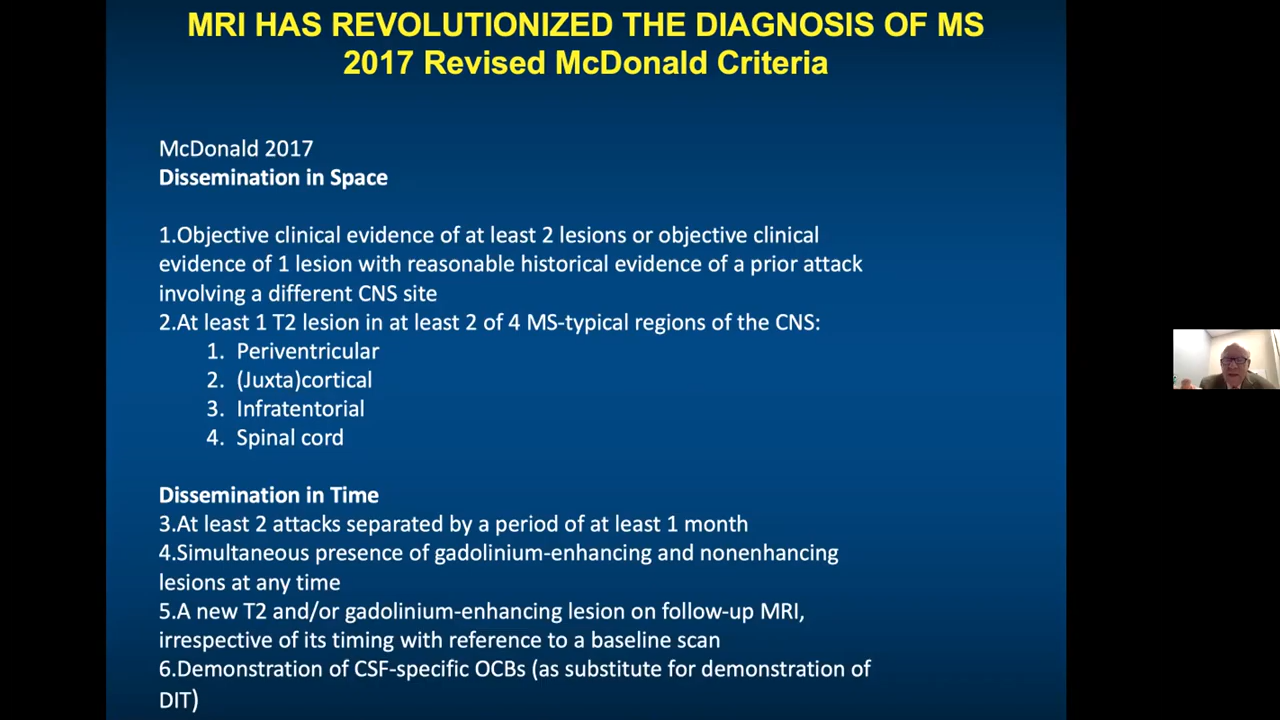 MRI HAS REVOLUTIONIZED THE DIAGNOSIS OF MS
2017 Revised McDonald Criteria
McDonald 2017
Dissemination in Space
1.Objective clinical evidence of at least 2 lesions or objective clinical
evidence of 1 lesion with reasonable historical evidence of a prior attack
involving a different CNS site
2.At least 1 T2 lesion in at least 2 of 4 MS-typical regions of the CNS:
1. Periventricular
2. (Juxta)cortical
3. Infratentorial
4. Spinal cord
Dissemination in Time
3.At least 2 attacks separated by a period of at least 1 month
4.Simultaneous presence of gadolinium-enhancing and nonenhancing
lesions at any time
5.A new T2 and/or gadolinium-enhancing lesion on follow-up MRI,
irrespective of its timing with reference to a baseline scan
6.Demonstration of CSF-specific OCBs (as substitute for demonstration of
DIT)